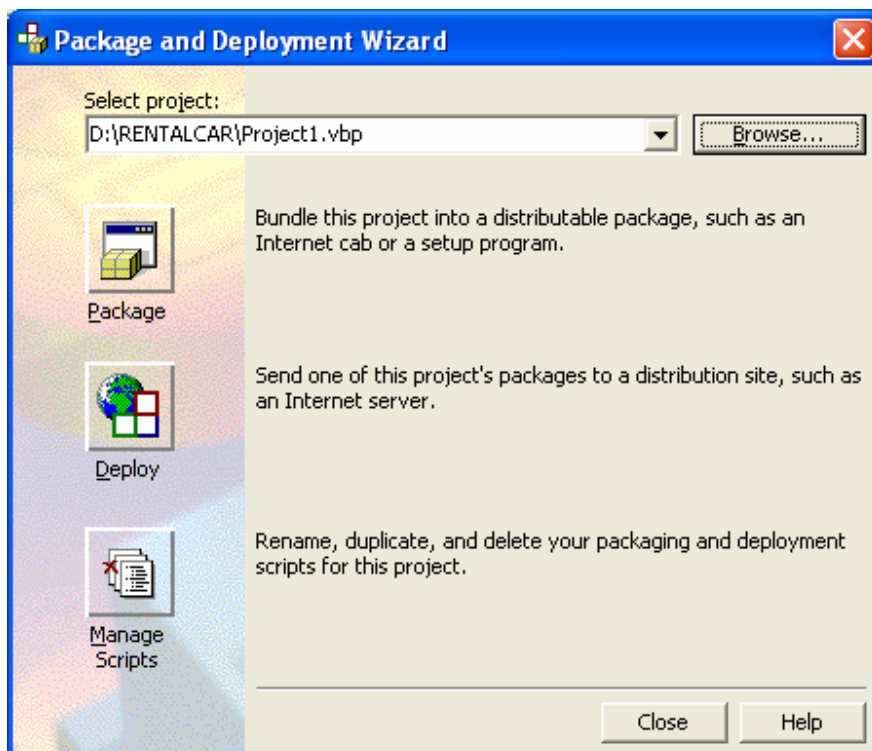 Package and Deployment Wizard
Select project:
D:\RENTALCAR\Project1.vbp
Browse...
Bundle this project into a distributable package, such as an
Internet cab or a setup program.
Package
Send one of this project's packages to a distribution site, such as
an Internet server.
Deploy
Rename, duplicate, and delete your packaging and deployment
scripts for this project.
Manage
Scripts
Close
Help